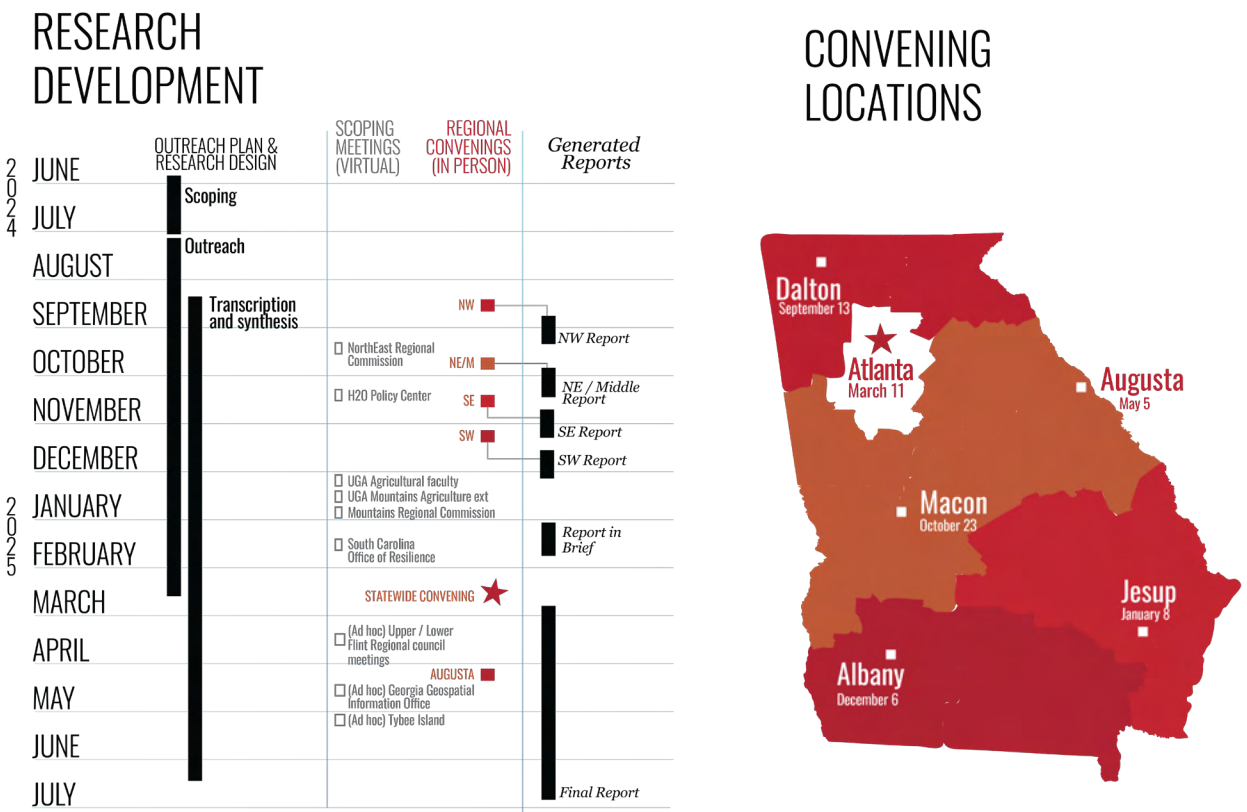 RESEARCH
DEVELOPMENT
OUTREACH PLAN &
RESEARCH DESIGN
SCOPING
MEETINGS
(VIRTUAL)
REGIONAL
CONVENINGS
(IN PERSON)
Generated
Reports
2024
JUNE
Scoping
JULY
Outreach
AUGUST
SEPTEMBER
Transcription
and synthesis
NW
NW Report
OCTOBER
NorthEast Regional
Commission
NE/M
NE / Middle
Report
NOVEMBER
H2O Policy Center
SE
SE Report
DECEMBER
SW
SW Report
2025
JANUARY
UGA Agricultural faculty
UGA Mountains Agriculture ext
Mountains Regional Commission
FEBRUARY
South Carolina
Office of Resilience
Report in
Brief
MARCH
STATEWIDE CONVENING
APRIL
(Ad hoc) Upper / Lower
Flint Regional council
meetings
MAY
AUGUSTA
(Ad hoc) Georgia Geospatial
Information Office
(Ad hoc) Tybee Island
JUNE
JULY
Final Report
CONVENING
LOCATIONS
Dalton
September 13
Atlanta
March 11
Augusta
May 5
Macon
October 23
Jesup
January 8
Albany
December 6